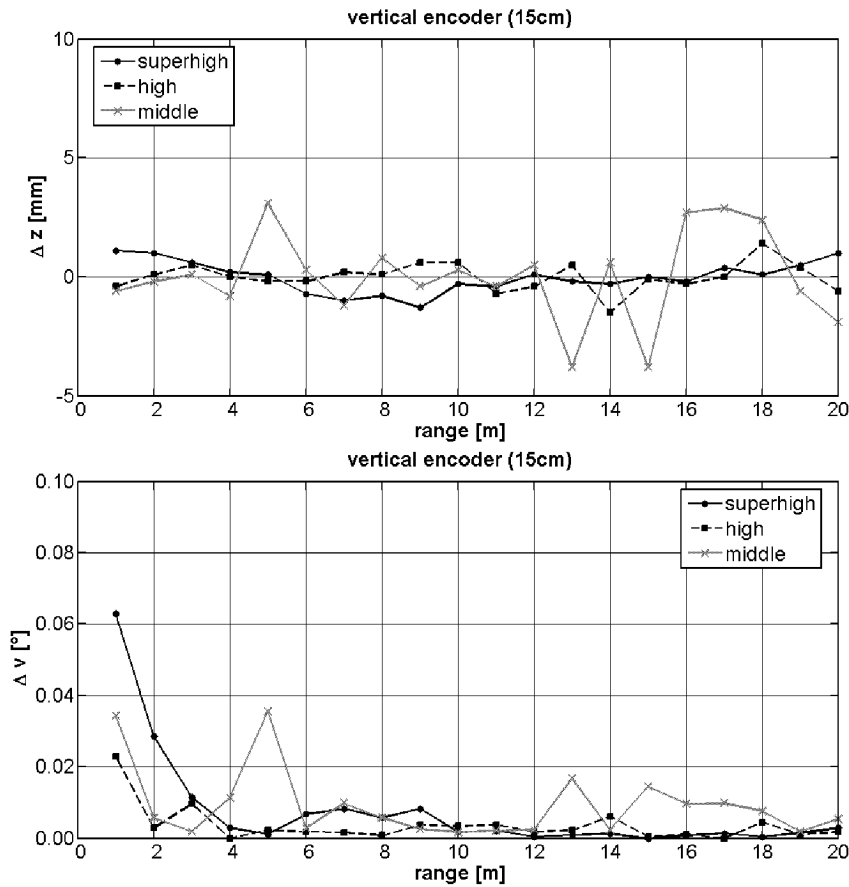 vertical encoder (15cm)
10
superhigh
high
middle
5
Δ z [mm]
0
-5
0 2 4 6 8 10 12 14 16 18 20
range [m]
vertical encoder (15cm)
0.10
superhigh
high
middle
0.08
0.06
Δ v [°]
0.04
0.02
0.00
0 2 4 6 8 10 12 14 16 18 20
range [m]